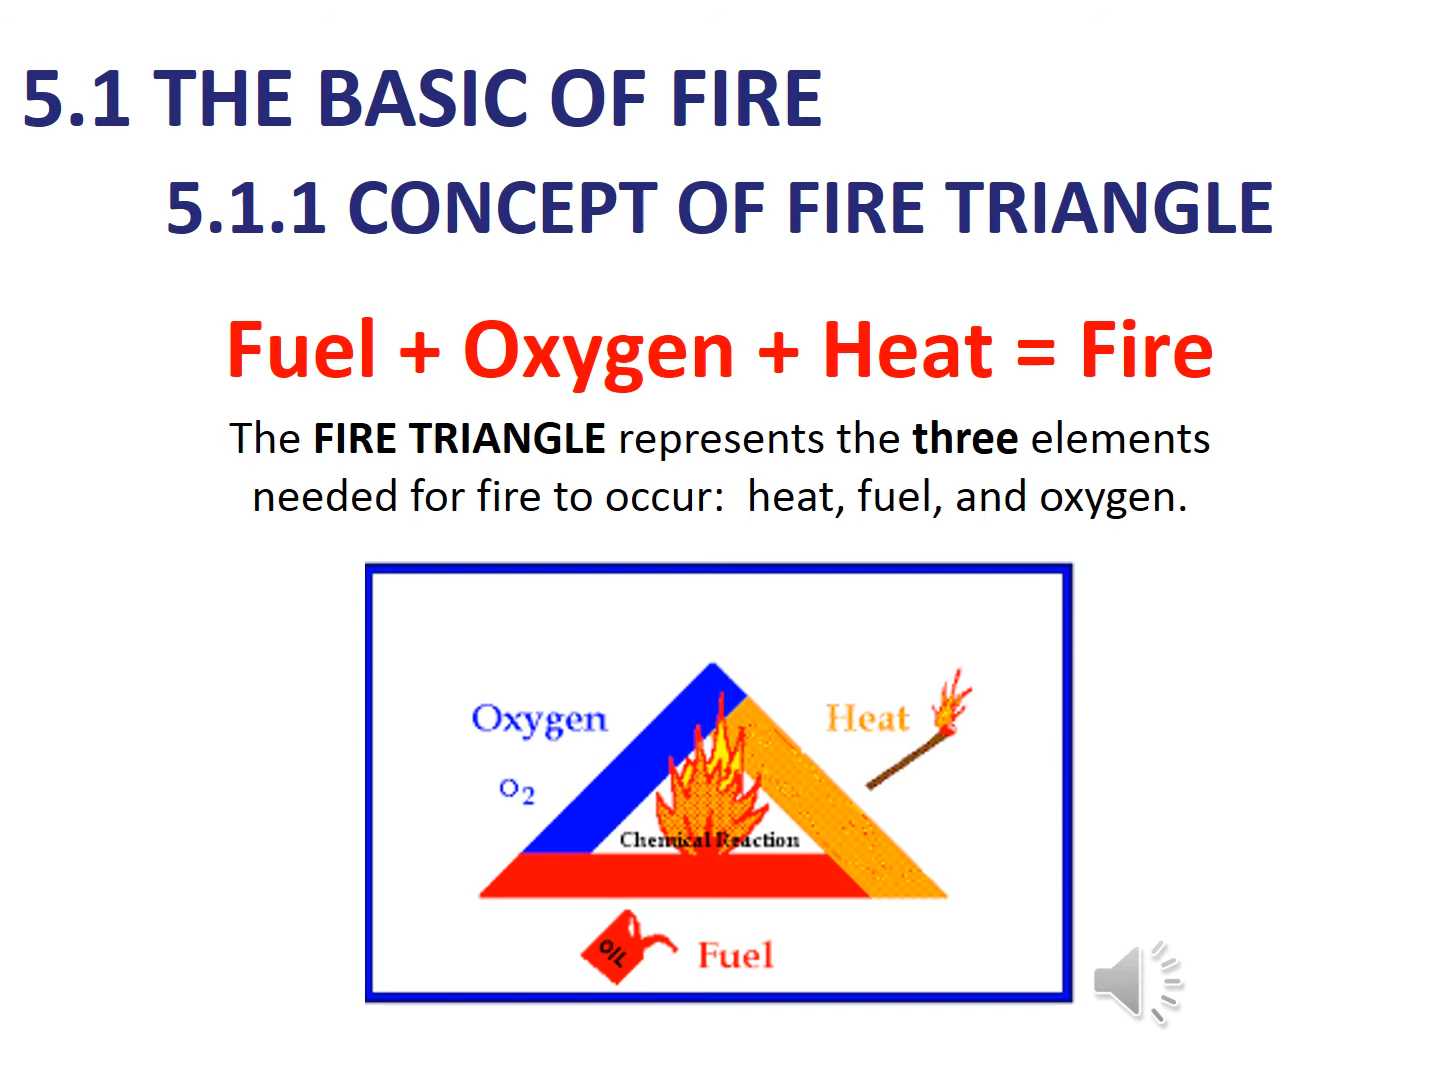 5.1 THE BASIC OF FIRE
5.1.1 CONCEPT OF FIRE TRIANGLE
Fuel + Oxygen + Heat = Fire
The FIRE TRIANGLE represents the three elements
needed for fire to occur: heat, fuel, and oxygen.
Oxygen
O2
Heat
Chemical Reaction
OIL
Fuel